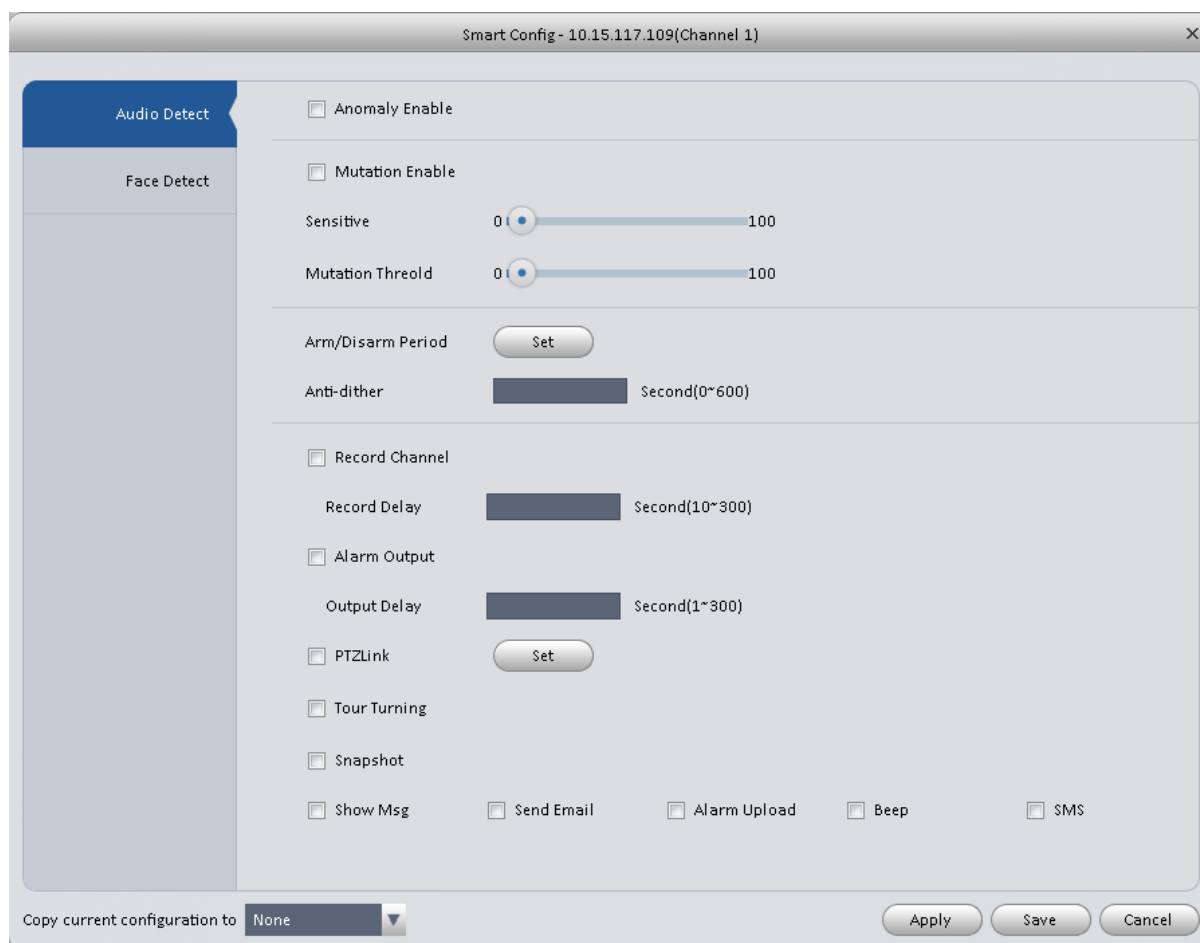 Smart Config - 10.15.117.109(Channel 1)
Audio Detect
Face Detect
Anomaly Enable
Mutation Enable
Sensitive 0 100
Mutation Threold 0 100
Arm/Disarm Period Set
Anti-dither Second(0~600)
Record Channel
Record Delay Second(10~300)
Alarm Output
Output Delay Second(1~300)
PTZLink Set
Tour Turning
Snapshot
Show Msg Send Email Alarm Upload Beep SMS
Copy current configuration to None Apply Save Cancel